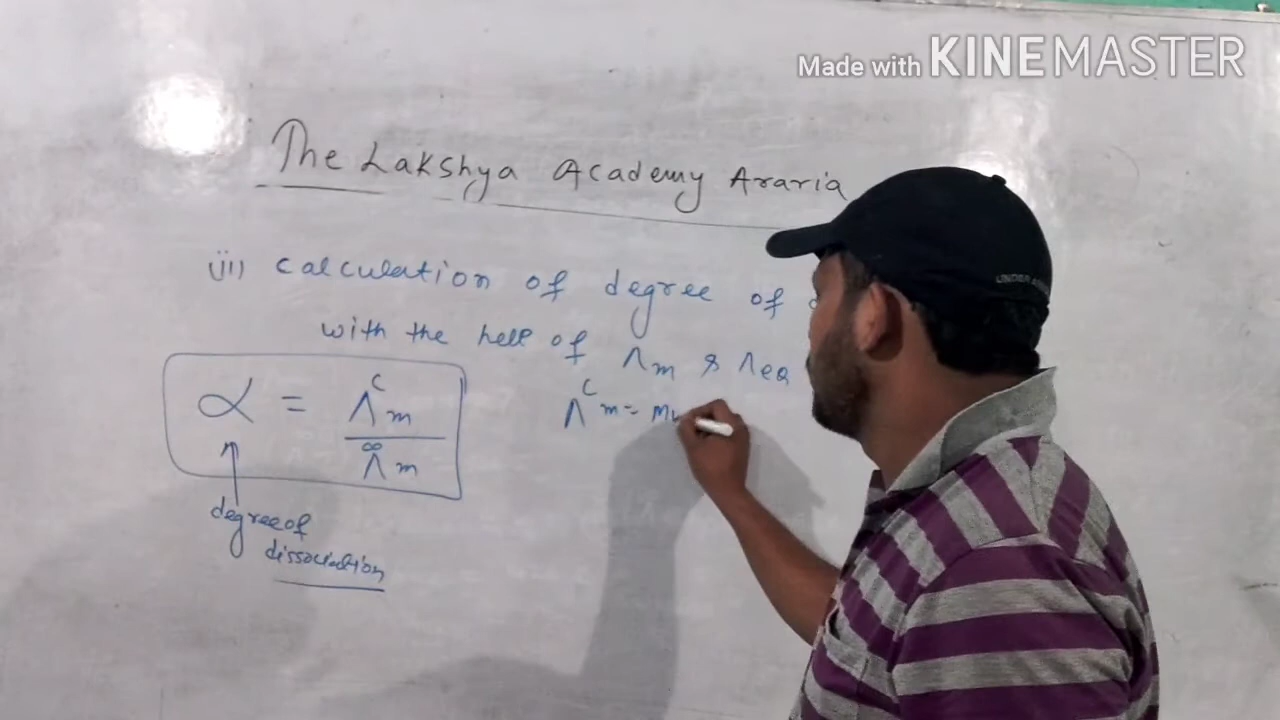 Made with KINEMASTER
The Lakshya Academy Araria
iii) calculation of degree of
with the help of Λm & Λeq
α = Λᶜm / Λ∞m
Λᶜm =
degree of
dissociation